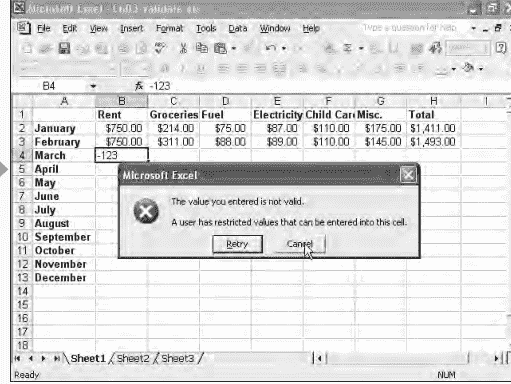 Microsoft Excel - Lh03 validate.xls
File Edit View Insert Format Tools Data Window Help Type a question for help
B4 fx -123
A B C D E F G H I
1 Rent Groceries Fuel Electricity Child Car Misc. Total
2 January $750.00 $214.00 $75.00 $87.00 $110.00 $175.00 $1,411.00
3 February $750.00 $311.00 $88.00 $89.00 $110.00 $145.00 $1,493.00
4 March -123
5 April
6 May
7 June
8 July
9 August
10 September
11 October
12 November
13 December
14
15
16
17
18
Microsoft Excel
The value you entered is not valid.
A user has restricted values that can be entered into this cell.
Retry Cancel
Sheet1 Sheet2 Sheet3
Ready NUM